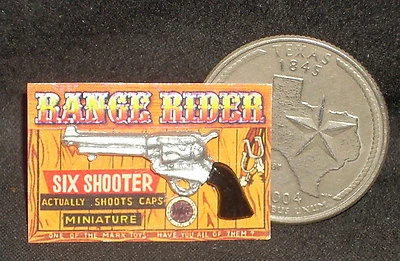 RANGE RIDER
SIX SHOOTER
ACTUALLY SHOOTS CAPS
MINIATURE
ONE OF THE MARX TOYS HAVE YOU ALL OF THEM?
TEXAS
1845
2004